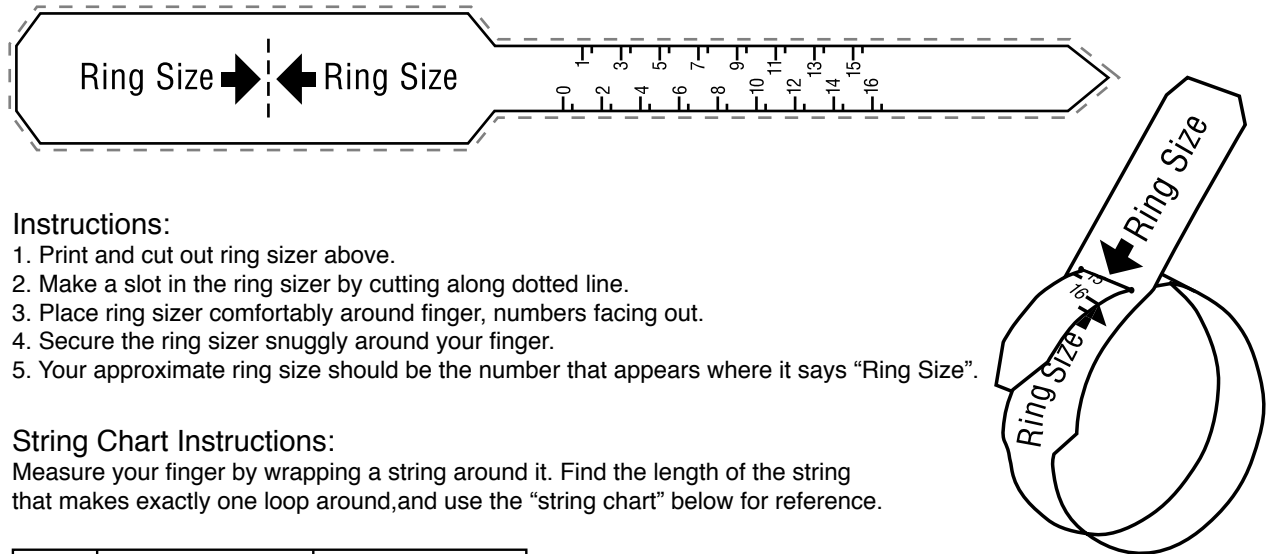 Ring Size Ring Size
1 3 5 7 9 11 13 15
0 2 4 6 8 10 12 14 16
Ring Size
15
16
Ring Size
Instructions:
1. Print and cut out ring sizer above.
2. Make a slot in the ring sizer by cutting along dotted line.
3. Place ring sizer comfortably around finger, numbers facing out.
4. Secure the ring sizer snuggly around your finger.
5. Your approximate ring size should be the number that appears where it says “Ring Size”.
String Chart Instructions:
Measure your finger by wrapping a string around it. Find the length of the string
that makes exactly one loop around,and use the “string chart” below for reference.